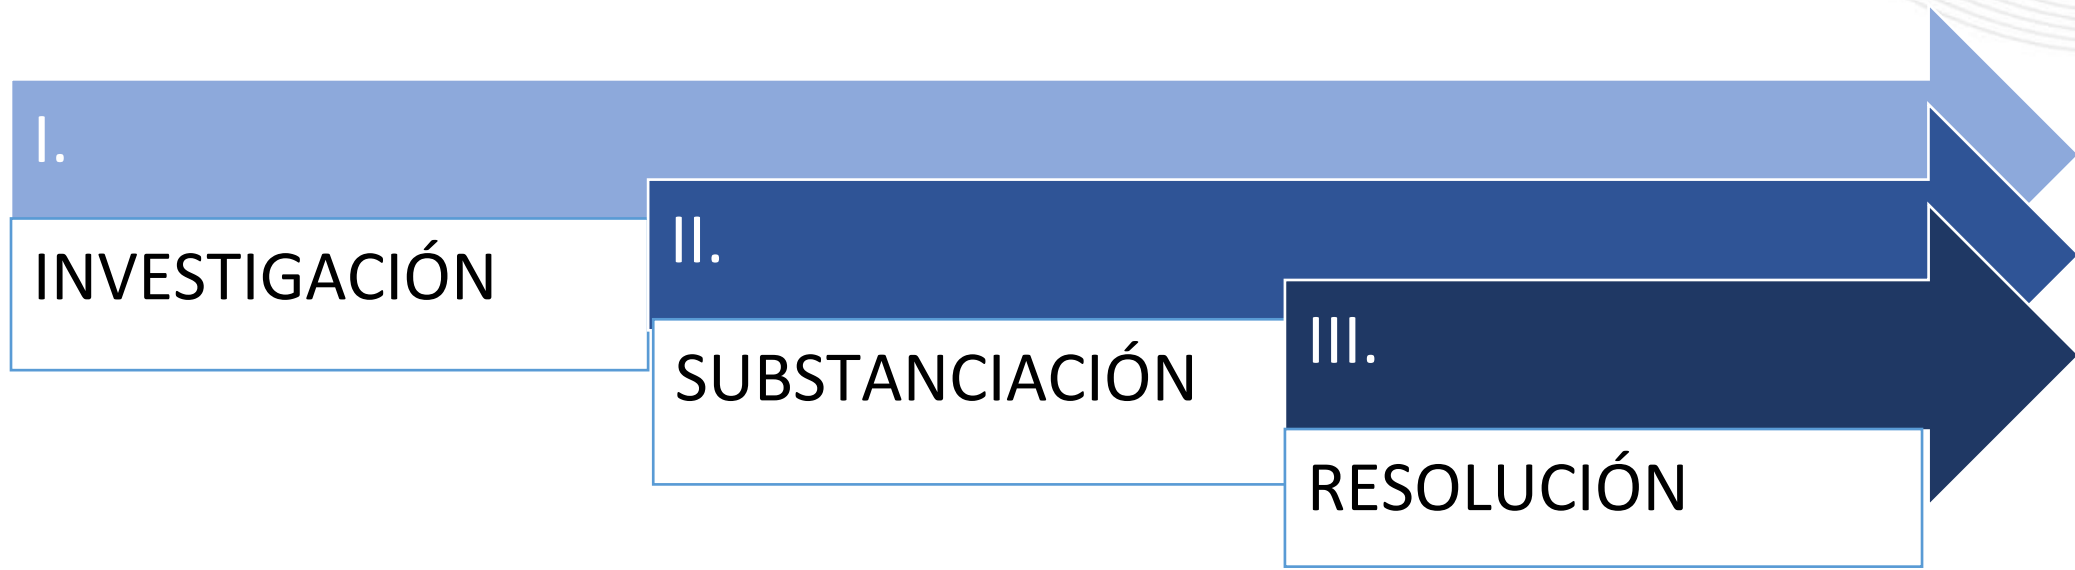 I.
INVESTIGACIÓN
II.
SUBSTANCIACIÓN
III.
RESOLUCIÓN